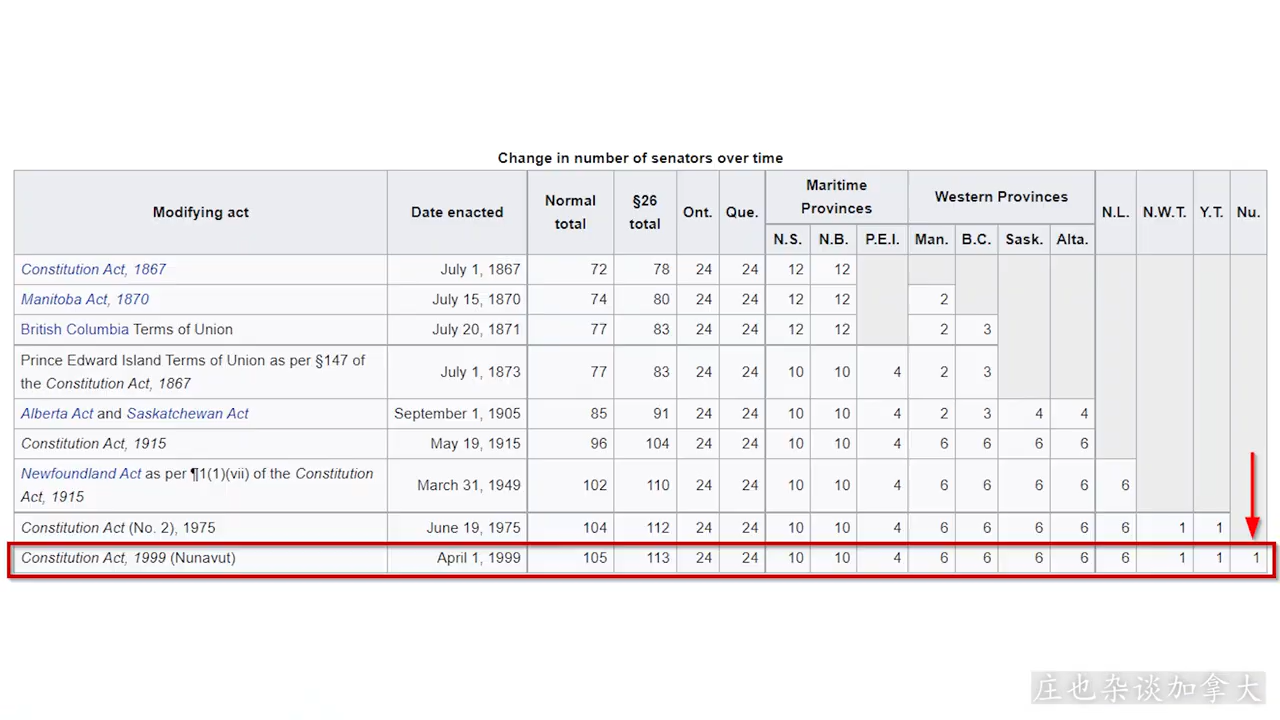 Change in number of senators over time
Modifying act Date enacted Normal total §26 total Ont. Que. Maritime Provinces Western Provinces N.L. N.W.T. Y.T. Nu.
N.S. N.B. P.E.I. Man. B.C. Sask. Alta.
Constitution Act, 1867 July 1, 1867 72 78 24 24 12 12
Manitoba Act, 1870 July 15, 1870 74 80 24 24 12 12 2
British Columbia Terms of Union July 20, 1871 77 83 24 24 12 12 2 3
Prince Edward Island Terms of Union as per §147 of
the Constitution Act, 1867 July 1, 1873 77 83 24 24 10 10 4 2 3
Alberta Act and Saskatchewan Act September 1, 1905 85 91 24 24 10 10 4 2 3 4 4
Constitution Act, 1915 May 19, 1915 96 104 24 24 10 10 4 6 6 6 6
Newfoundland Act as per ¶1(1)(vii) of the Constitution
Act, 1915 March 31, 1949 102 110 24 24 10 10 4 6 6 6 6 6
Constitution Act (No. 2), 1975 June 19, 1975 104 112 24 24 10 10 4 6 6 6 6 6 1 1
Constitution Act, 1999 (Nunavut) April 1, 1999 105 113 24 24 10 10 4 6 6 6 6 6 1 1 1
庄也杂谈加拿大